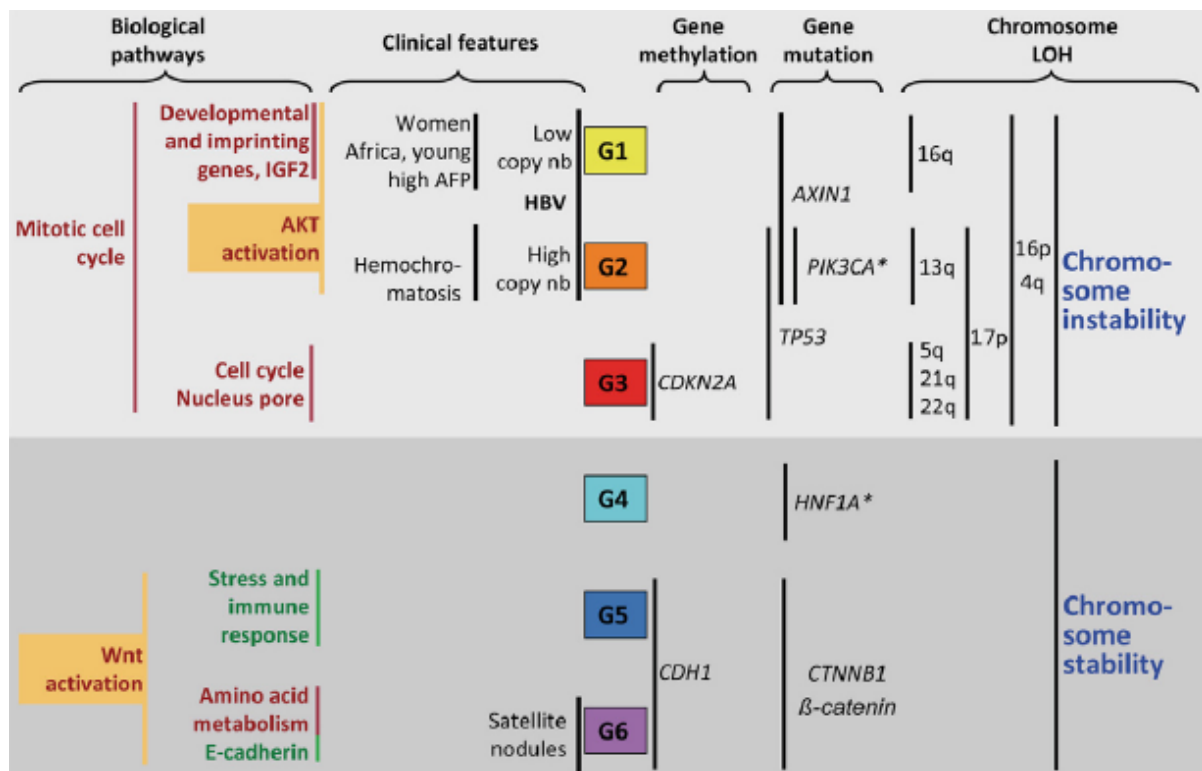 Biological
pathways
Clinical features
Gene
methylation
Gene
mutation
Chromosome
LOH
Developmental
and imprinting
genes, IGF2
Women
Africa, young
high AFP
Low
copy nb
G1
16q
AXIN1
HBV
Mitotic cell
cycle
AKT
activation
Hemochro-
matosis
High
copy nb
G2
PIK3CA*
13q
16p
4q
Chromo-
some
instability
TP53
17p
Cell cycle
Nucleus pore
G3
CDKN2A
5q
21q
22q
G4
HNF1A*
Stress and
immune
response
G5
Chromo-
some
stability
Wnt
activation
CDH1
CTNNB1
ß-catenin
Amino acid
metabolism
E-cadherin
Satellite
nodules
G6